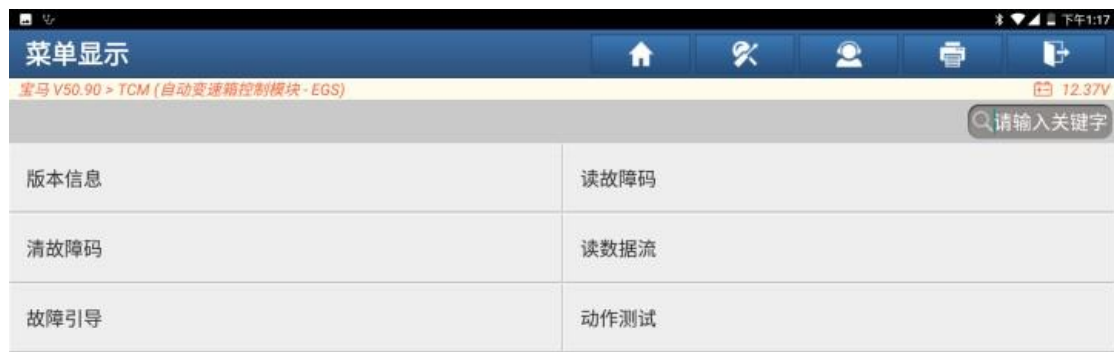 下午1:17
菜单显示
宝马 V50.90 > TCM (自动变速箱控制模块 - EGS)
12.37V
请输入关键字
版本信息
读故障码
清故障码
读数据流
故障引导
动作测试